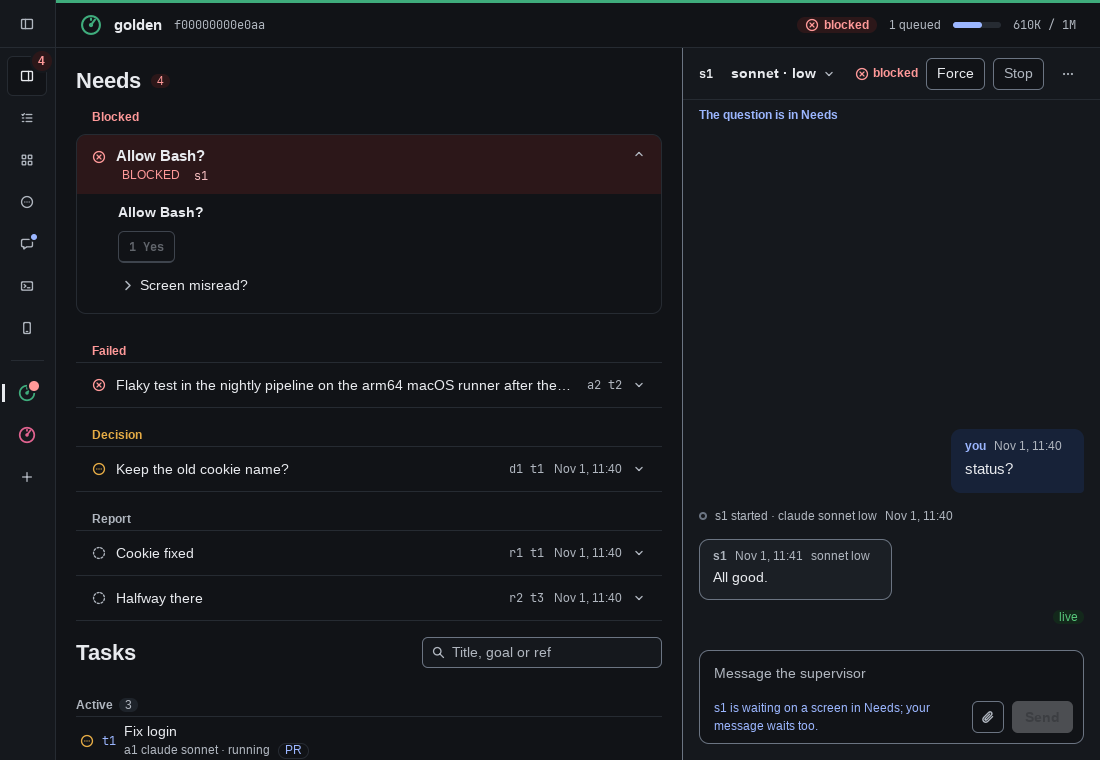 golden f00000000e0aa
blocked 1 queued 610K / 1M
4
Needs 4
Blocked
Allow Bash?
BLOCKED s1
Allow Bash?
1 Yes
Screen misread?
Failed
Flaky test in the nightly pipeline on the arm64 macOS runner after the… a2 t2
Decision
Keep the old cookie name? d1 t1 Nov 1, 11:40
Report
Cookie fixed r1 t1 Nov 1, 11:40
Halfway there r2 t3 Nov 1, 11:40
Tasks
Title, goal or ref
Active 3
t1 Fix login
a1 claude sonnet · running PR
s1 sonnet · low blocked Force Stop
The question is in Needs
you Nov 1, 11:40
status?
s1 started · claude sonnet low Nov 1, 11:40
s1 Nov 1, 11:41 sonnet low
All good.
live
Message the supervisor
s1 is waiting on a screen in Needs; your
message waits too.
Send